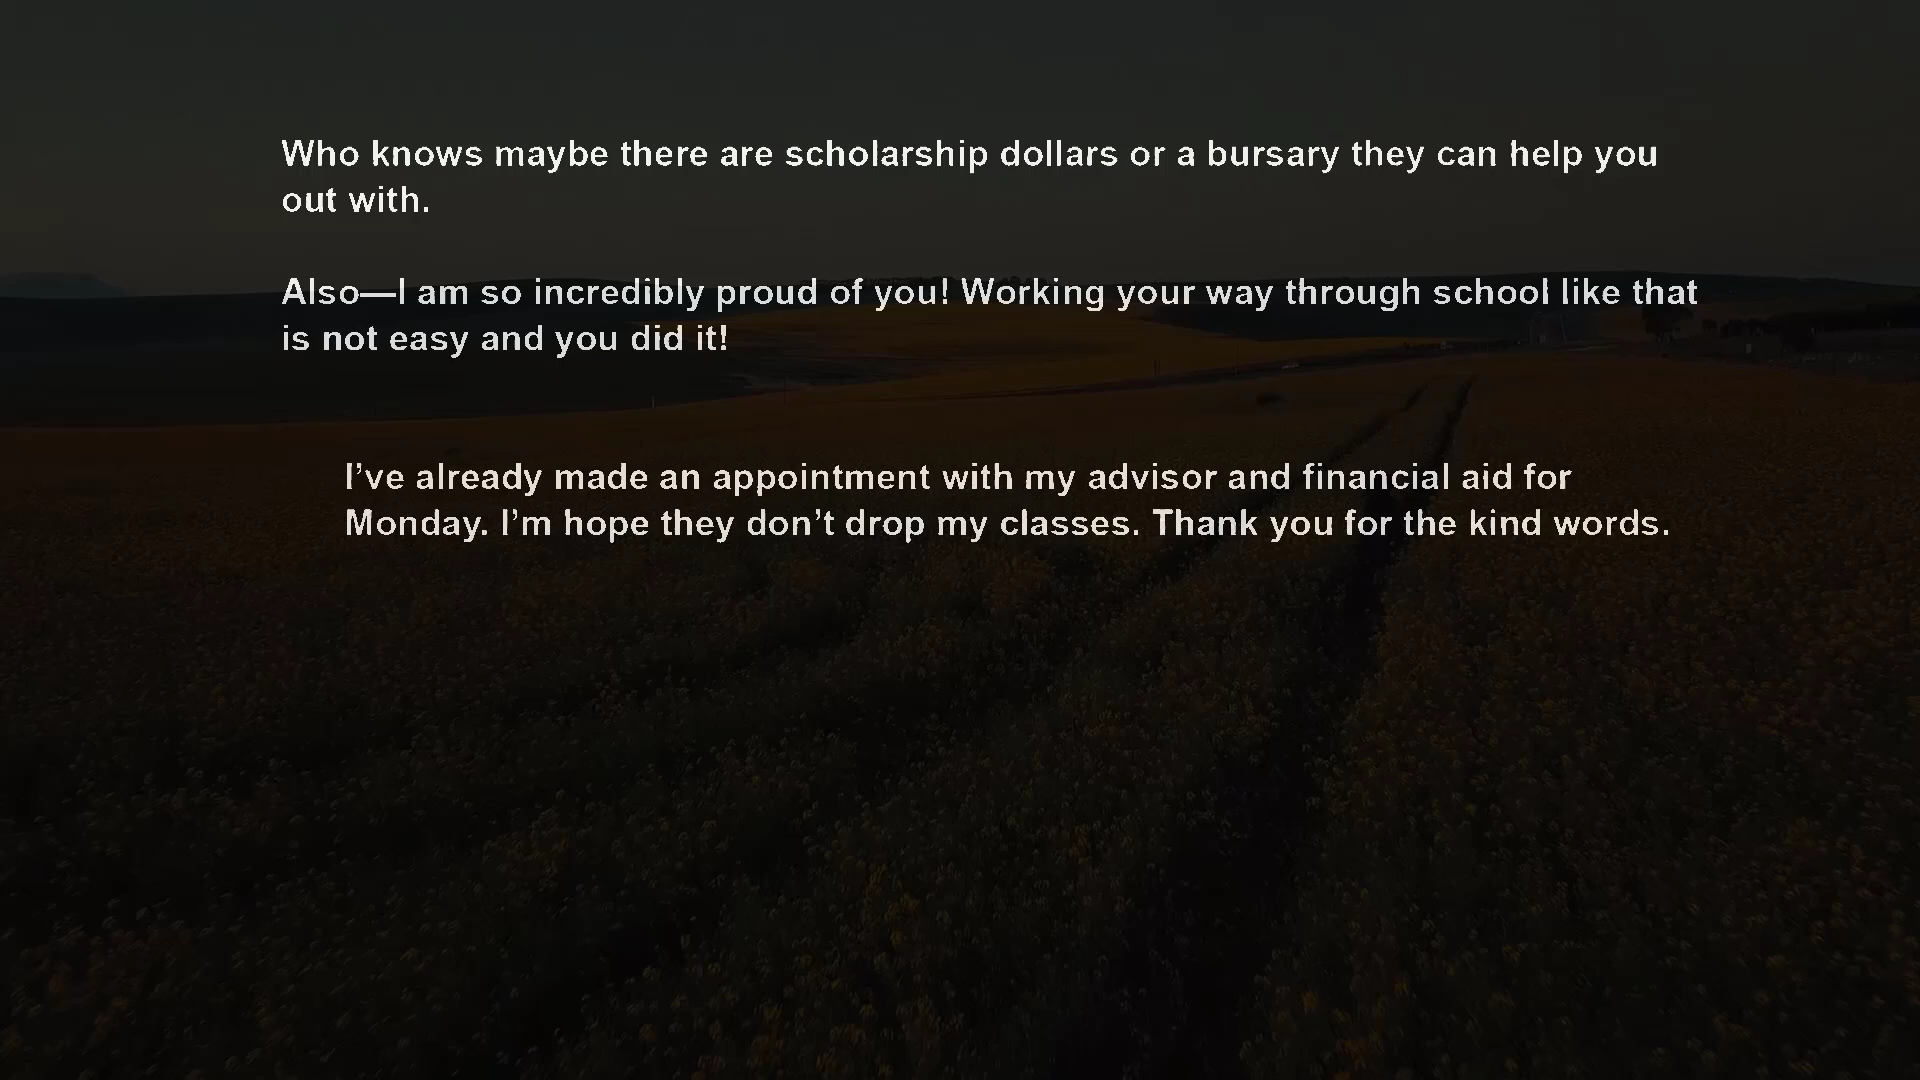 Who knows maybe there are scholarship dollars or a bursary they can help you
out with.
Also—I am so incredibly proud of you! Working your way through school like that
is not easy and you did it!
I’ve already made an appointment with my advisor and financial aid for
Monday. I’m hope they don’t drop my classes. Thank you for the kind words.